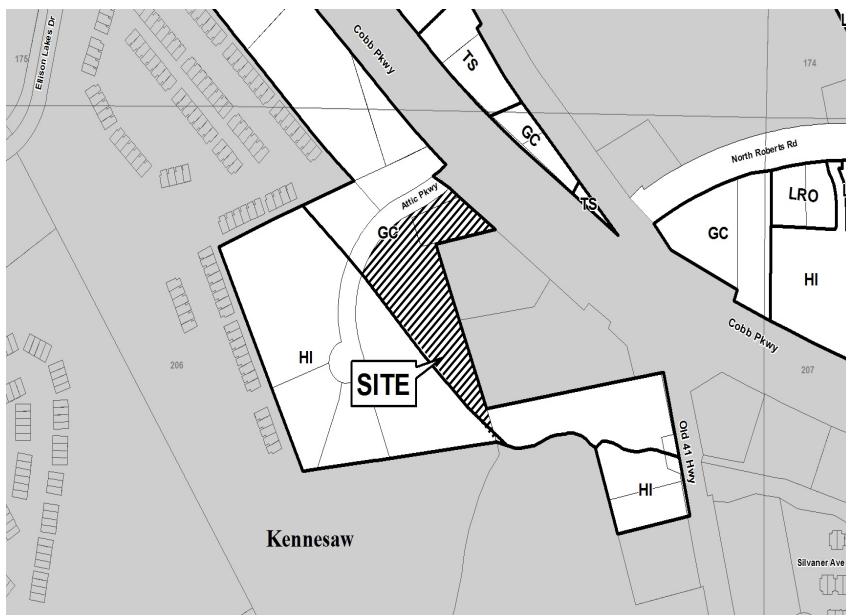 Ellison Lakes Dr
175
Cobb Pkwy
TS
174
GC
North Roberts Rd
LRO
TS
Attic Pkwy
GC
GC
HI
Cobb Pkwy
206
HI
207
SITE
Old 41 Hwy
HI
Kennesaw
Silvaner Ave